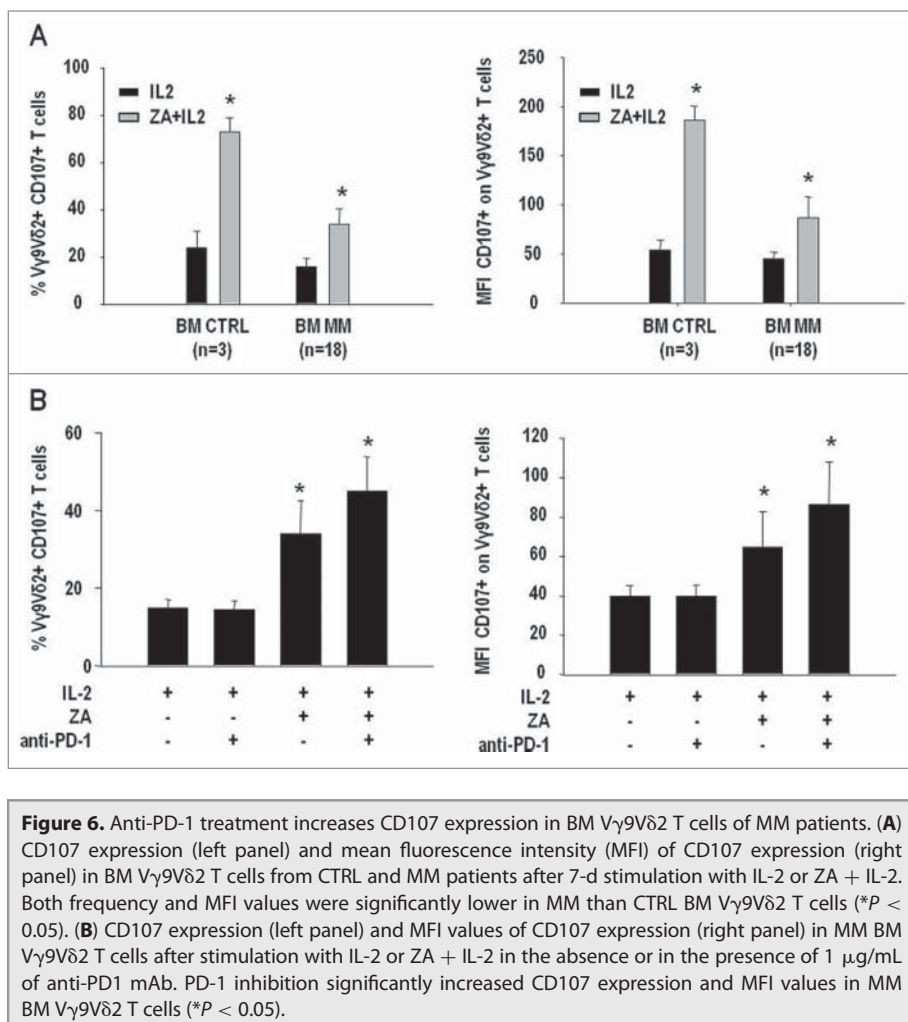 A
% Vγ9Vδ2+ CD107+ T cells
100
80
60
40
20
0
IL2
ZA+IL2
*
*
BM CTRL
(n=3)
BM MM
(n=18)
MFI CD107+ on Vγ9Vδ2+ T cells
250
200
150
100
50
0
IL2
ZA+IL2
*
*
BM CTRL
(n=3)
BM MM
(n=18)
B
% Vγ9Vδ2+ CD107+ T cells
60
40
20
0
*
*
IL-2 + + + +
ZA - - + +
anti-PD-1 - + - +
MFI CD107+ on Vγ9Vδ2+ T cells
120
100
80
60
40
20
0
*
*
IL-2 + + + +
ZA - - + +
anti-PD-1 - + - +
Figure 6. Anti-PD-1 treatment increases CD107 expression in BM Vγ9Vδ2 T cells of MM patients. (A)
CD107 expression (left panel) and mean fluorescence intensity (MFI) of CD107 expression (right
panel) in BM Vγ9Vδ2 T cells from CTRL and MM patients after 7-d stimulation with IL-2 or ZA + IL-2.
Both frequency and MFI values were significantly lower in MM than CTRL BM Vγ9Vδ2 T cells (*P <
0.05). (B) CD107 expression (left panel) and MFI values of CD107 expression (right panel) in MM BM
Vγ9Vδ2 T cells after stimulation with IL-2 or ZA + IL-2 in the absence or in the presence of 1 μg/mL
of anti-PD1 mAb. PD-1 inhibition significantly increased CD107 expression and MFI values in MM
BM Vγ9Vδ2 T cells (*P < 0.05).